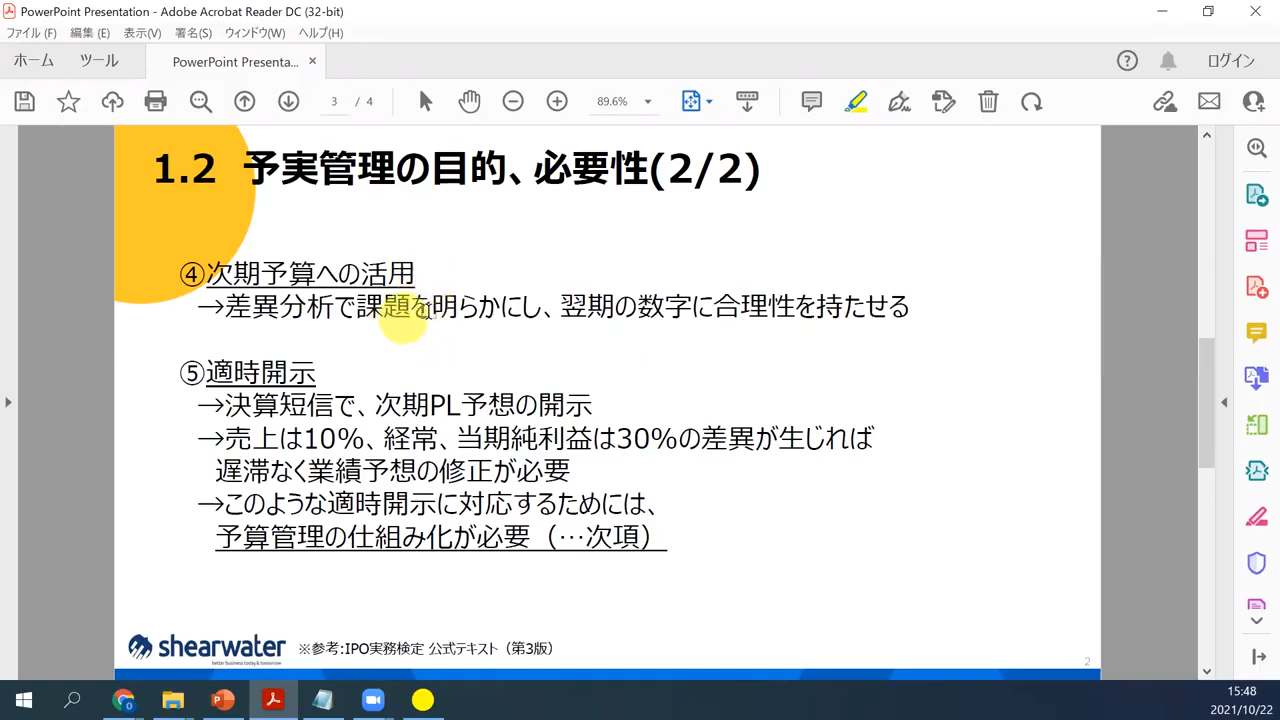 PowerPoint Presentation - Adobe Acrobat Reader DC (32-bit)
ファイル(F) 編集(E) 表示(V) 署名(S) ウィンドウ(W) ヘルプ(H)
ホーム ツール PowerPoint Presenta... × ログイン
3 / 4 89.6%
1.2 予実管理の目的、必要性(2/2)
④次期予算への活用
→差異分析で課題を明らかにし、翌期の数字に合理性を持たせる
⑤適時開示
→決算短信で、次期PL予想の開示
→売上は10%、経常、当期純利益は30%の差異が生じれば
遅滞なく業績予想の修正が必要
→このような適時開示に対応するためには、
予算管理の仕組み化が必要（…次項）
shearwater
better business today & tomorrow
※参考:IPO実務検定 公式テキスト（第3版）
2
15:48
2021/10/22